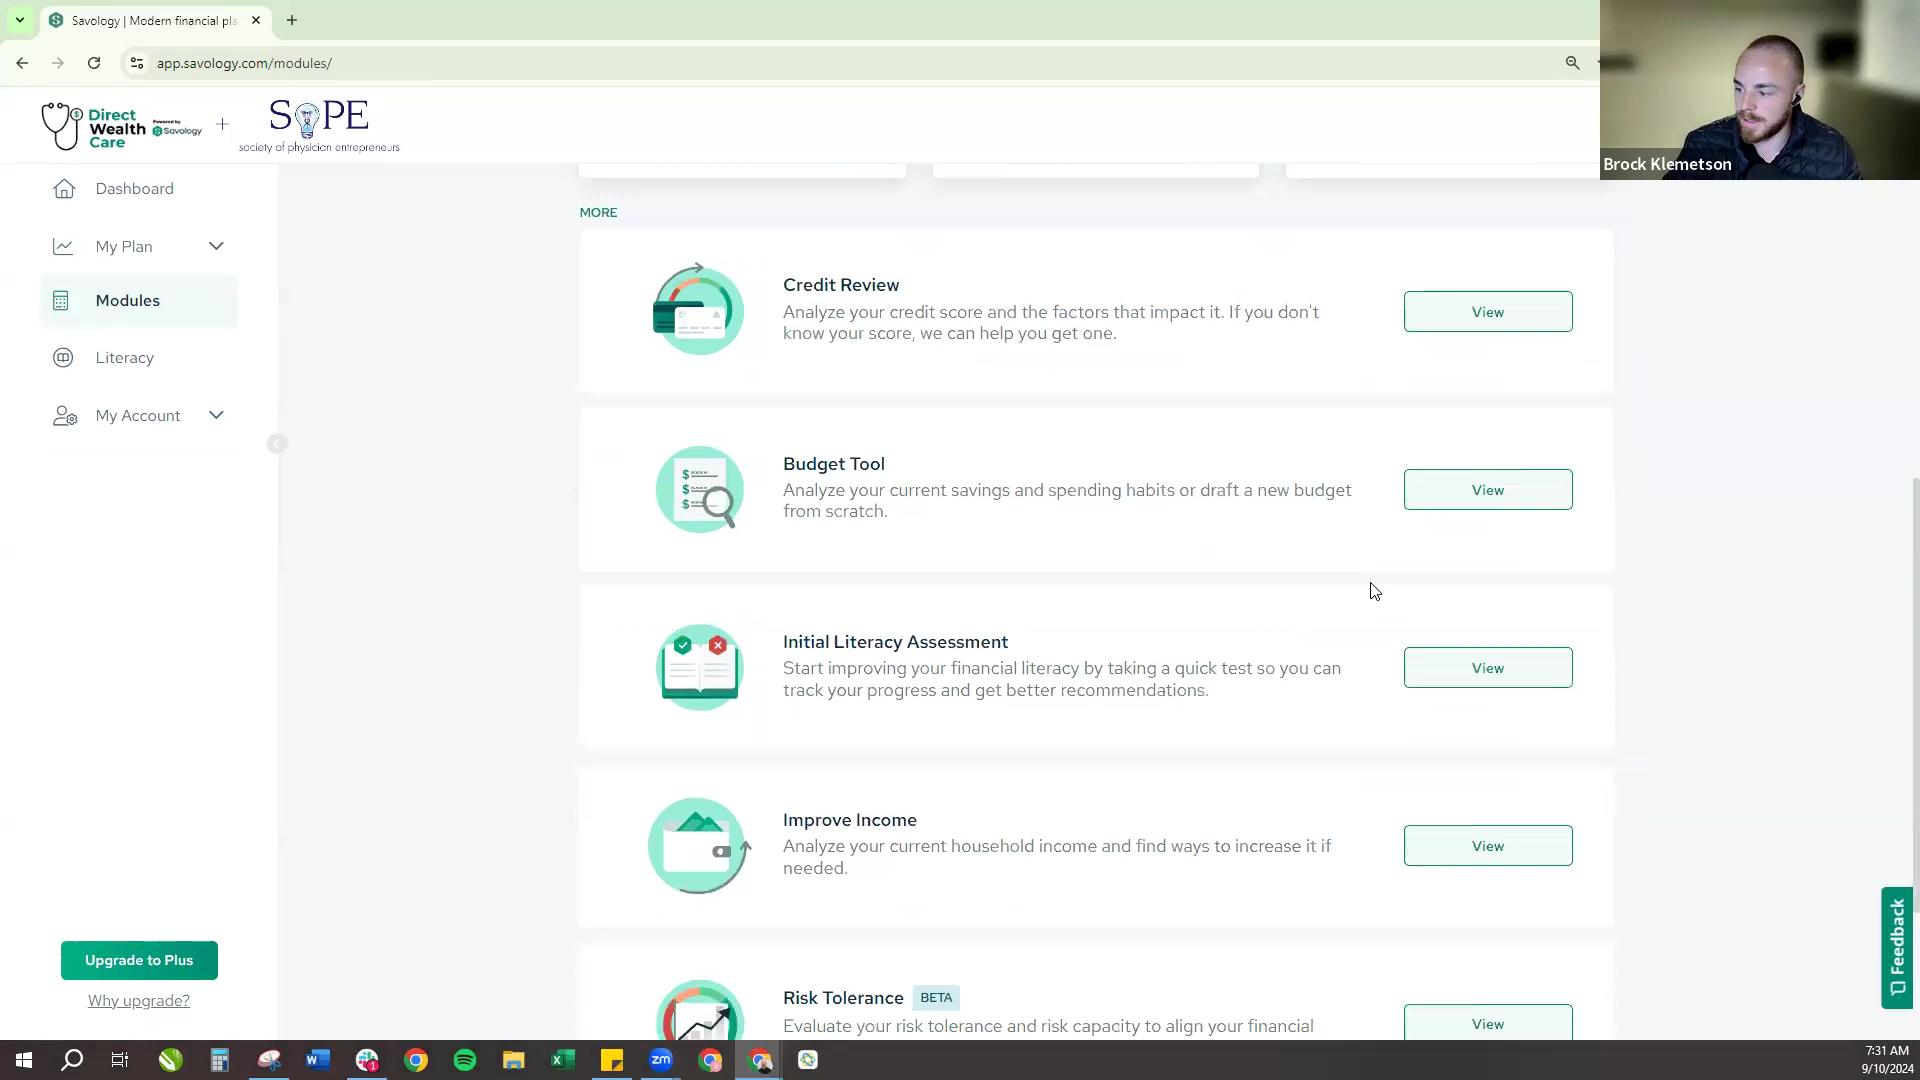 Savology | Modern financial pla
app.savology.com/modules/
Direct
Wealth
Care
Powered by
Savology
+
SOPE
society of physician entrepreneurs
Brock Klemetson
Dashboard
My Plan
Modules
Literacy
My Account
Upgrade to Plus
Why upgrade?
MORE
Credit Review
Analyze your credit score and the factors that impact it. If you don't
know your score, we can help you get one.
View
Budget Tool
Analyze your current savings and spending habits or draft a new budget
from scratch.
View
Initial Literacy Assessment
Start improving your financial literacy by taking a quick test so you can
track your progress and get better recommendations.
View
Improve Income
Analyze your current household income and find ways to increase it if
needed.
View
Risk Tolerance BETA
Evaluate your risk tolerance and risk capacity to align your financial
View
Feedback
7:31 AM
9/10/2024